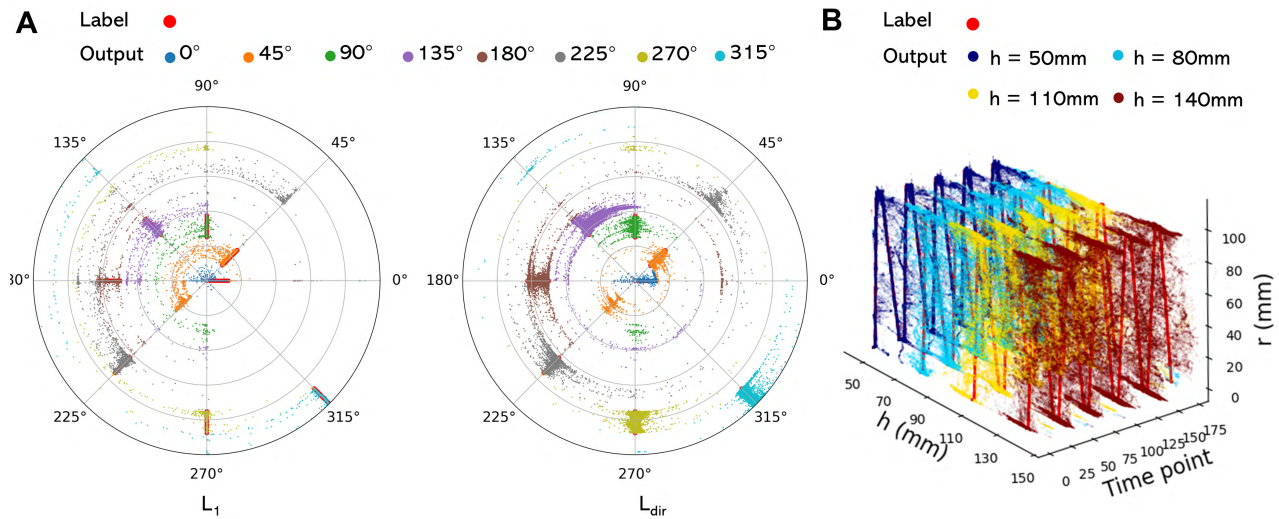 A
Label
Output 0° 45° 90° 135° 180° 225° 270° 315°
90°
135°
45°
80°
0°
225°
315°
270°
L1
90°
135°
45°
180°
0°
225°
315°
270°
Ldir
B
Label
Output h = 50mm h = 80mm
h = 110mm h = 140mm
100
80
60
40
20
0
r (mm)
50
70
90
110
130
150
h (mm)
0 25 50 75 100 125 150 175
Time point